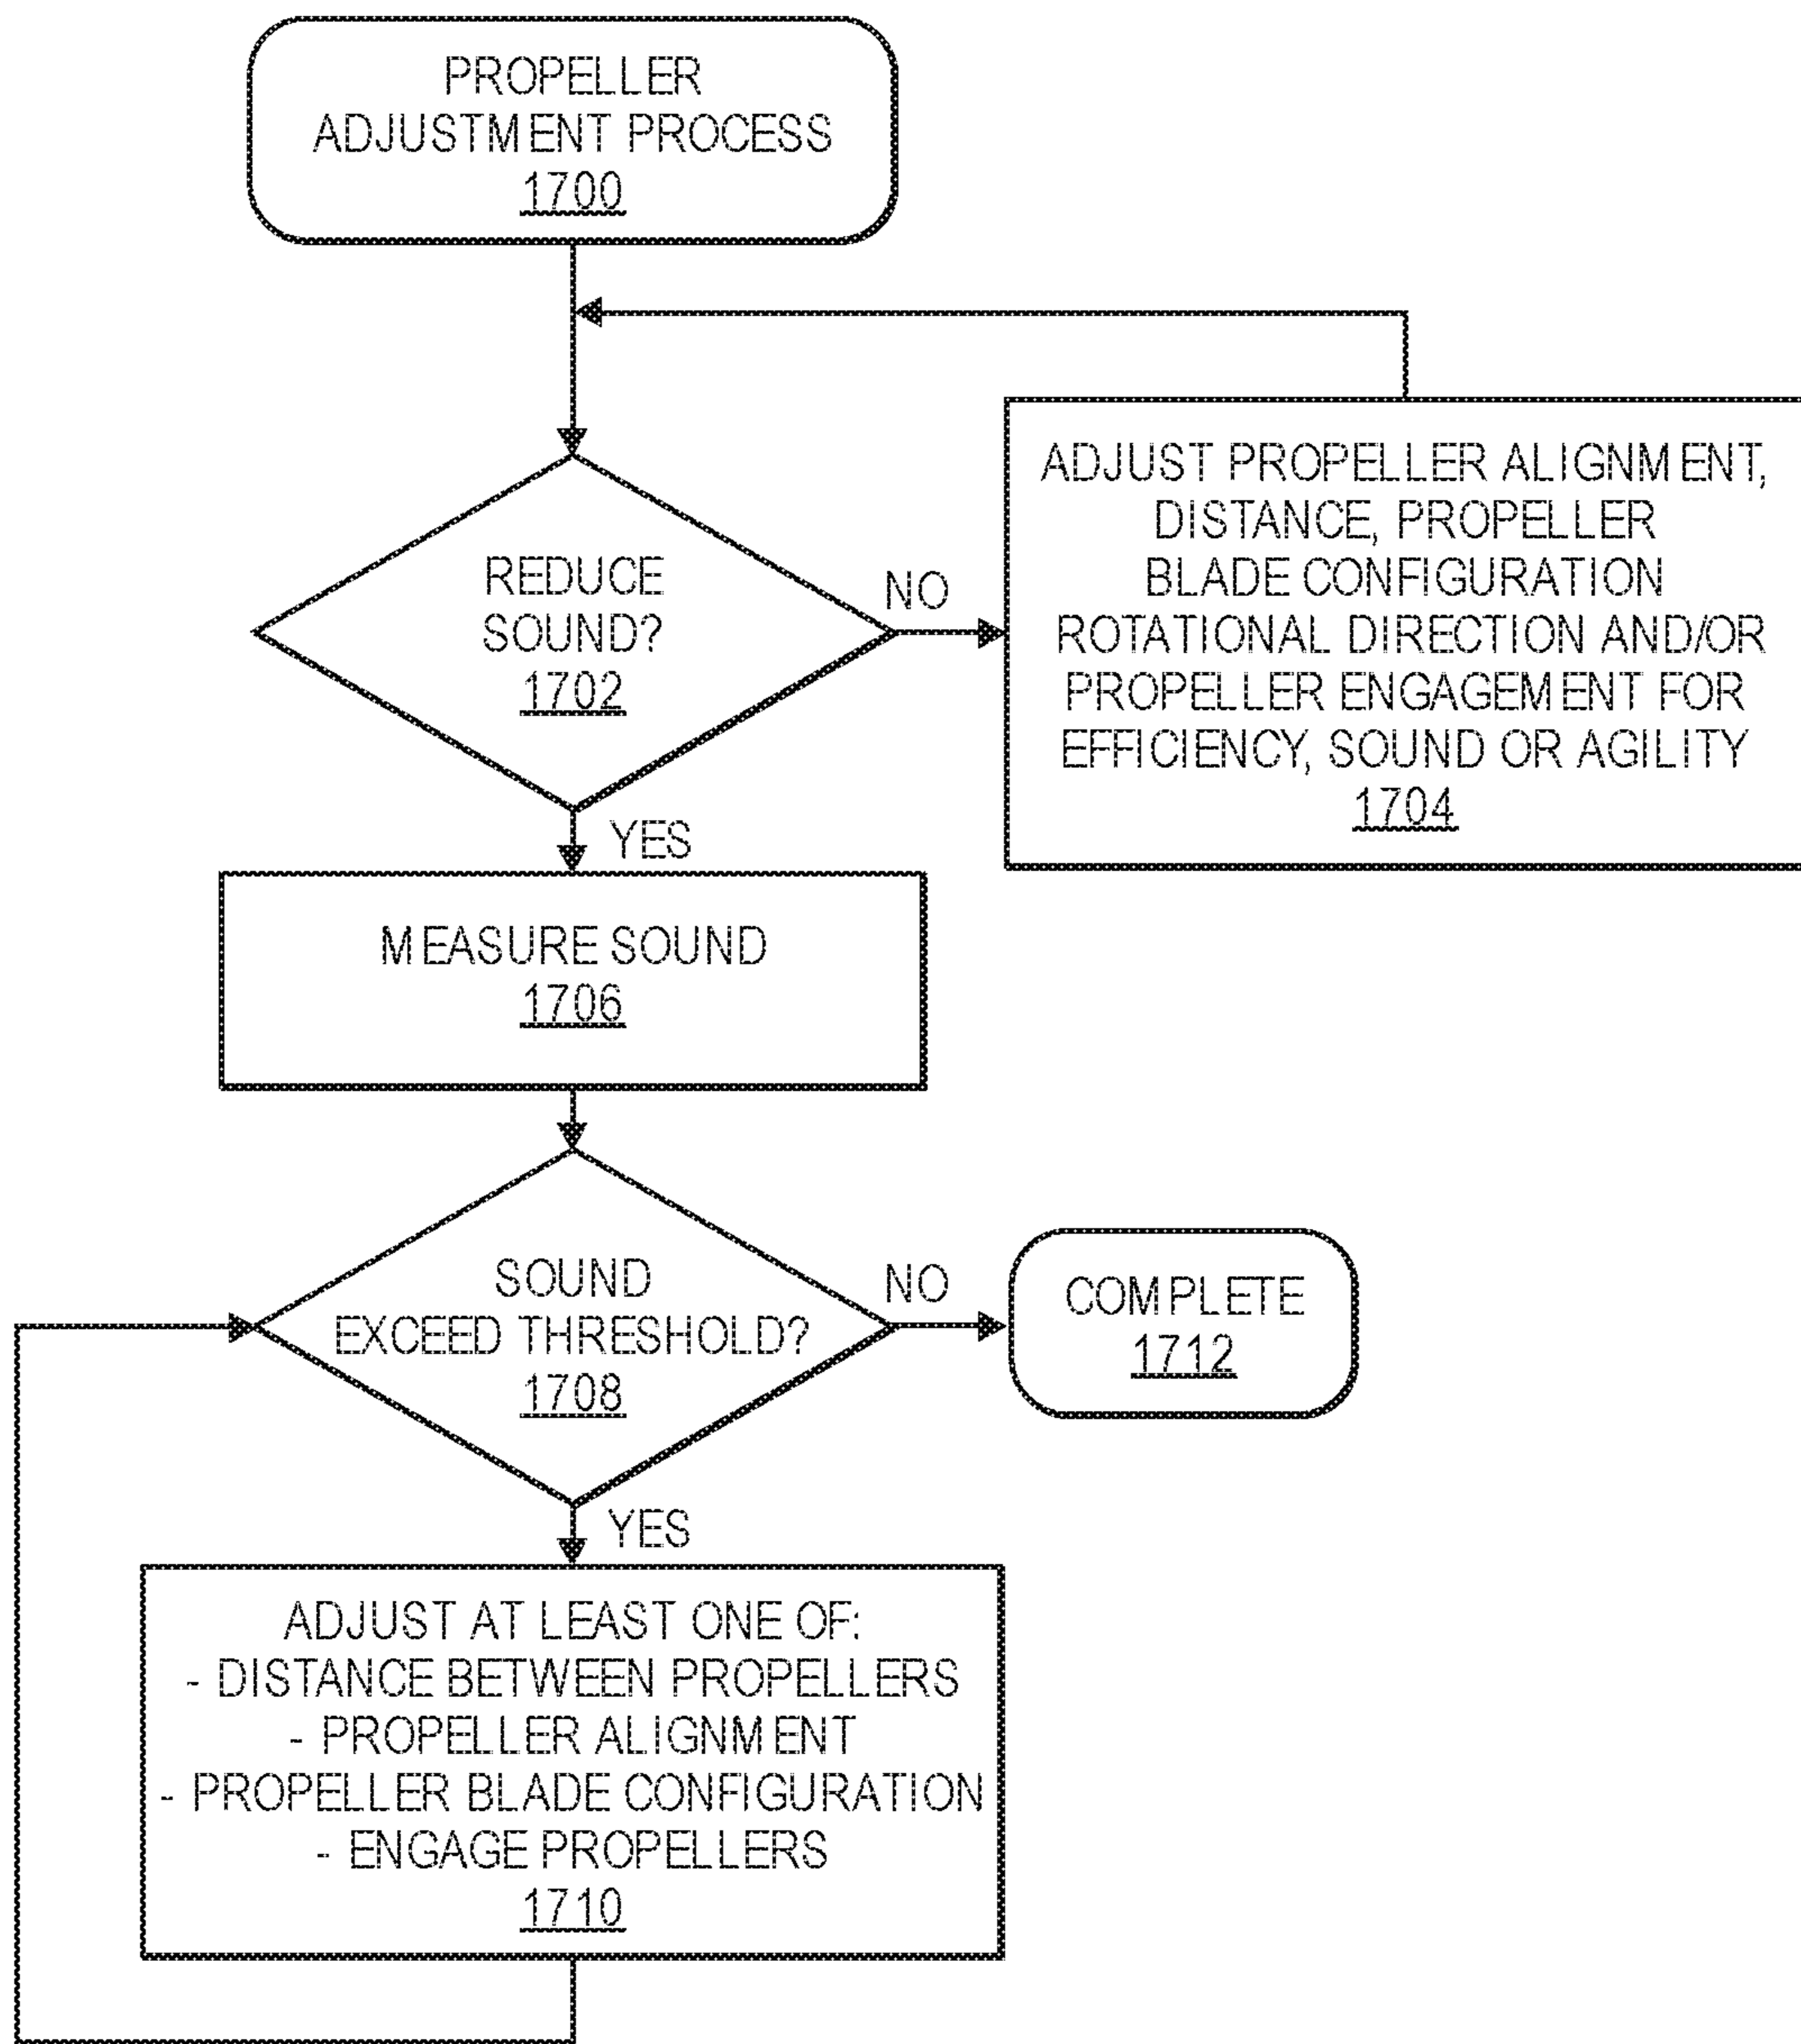 PROPELLER
ADJUSTMENT PROCESS
1700
REDUCE
SOUND?
1702
NO
ADJUST PROPELLER ALIGNMENT,
DISTANCE, PROPELLER
BLADE CONFIGURATION
ROTATIONAL DIRECTION AND/OR
PROPELLER ENGAGEMENT FOR
EFFICIENCY, SOUND OR AGILITY
1704
YES
MEASURE SOUND
1706
SOUND
EXCEED THRESHOLD?
1708
NO
COMPLETE
1712
YES
ADJUST AT LEAST ONE OF:
- DISTANCE BETWEEN PROPELLERS
- PROPELLER ALIGNMENT
- PROPELLER BLADE CONFIGURATION
- ENGAGE PROPELLERS
1710